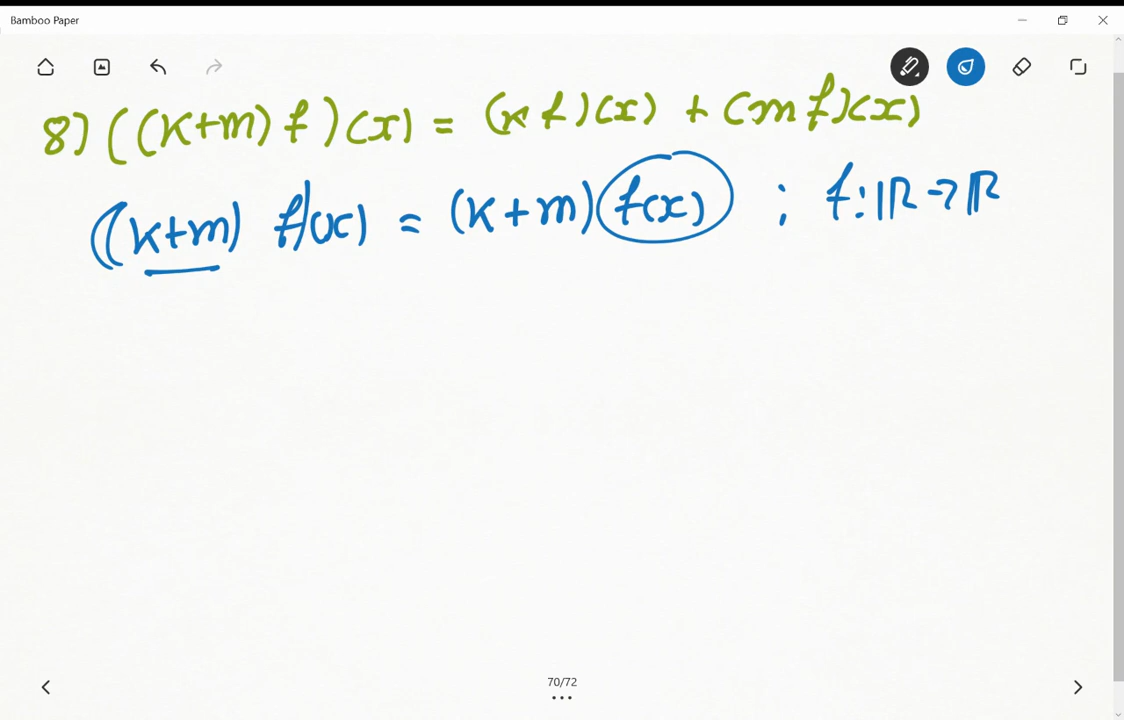 Bamboo Paper
8) ((k+m) f)(x) = (k f)(x) + (m f)(x)
((k+m) f)(x) = (k+m) f(x) ; f: ℝ → ℝ
70/72